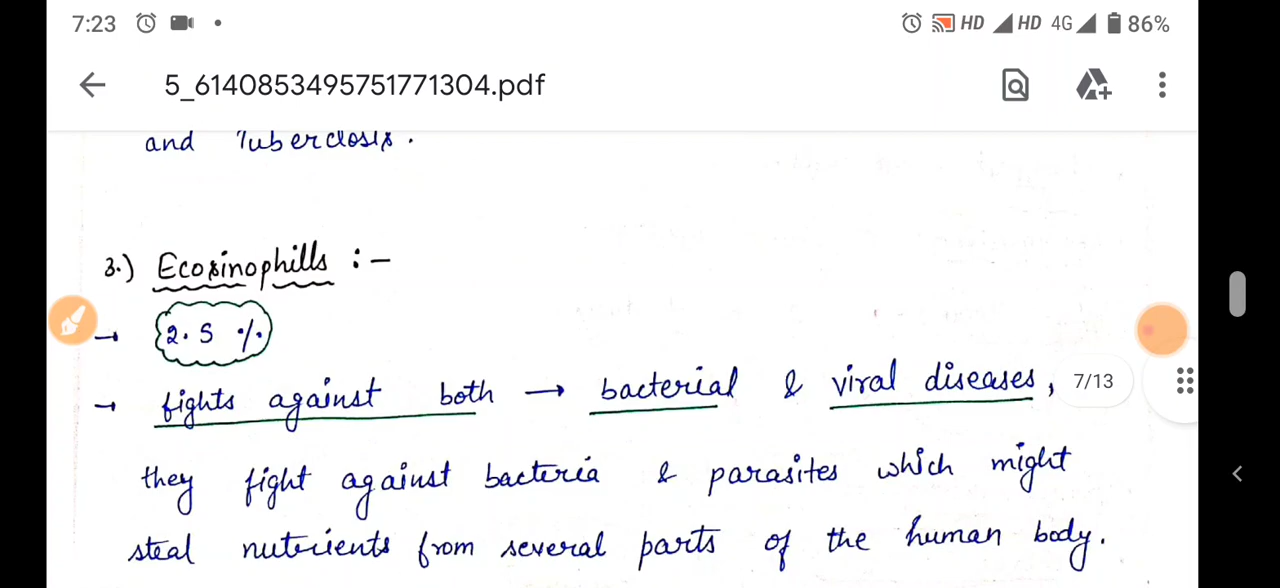 7:23 HD HD 4G 86%
5_6140853495751771304.pdf
and Tuberclosis.
3.) Ecosinophills :-
→ 2.5 %
→ fights against both → bacterial & viral diseases,
7/13
they fight against bacteria & parasites which might
steal nutrients from several parts of the human body.